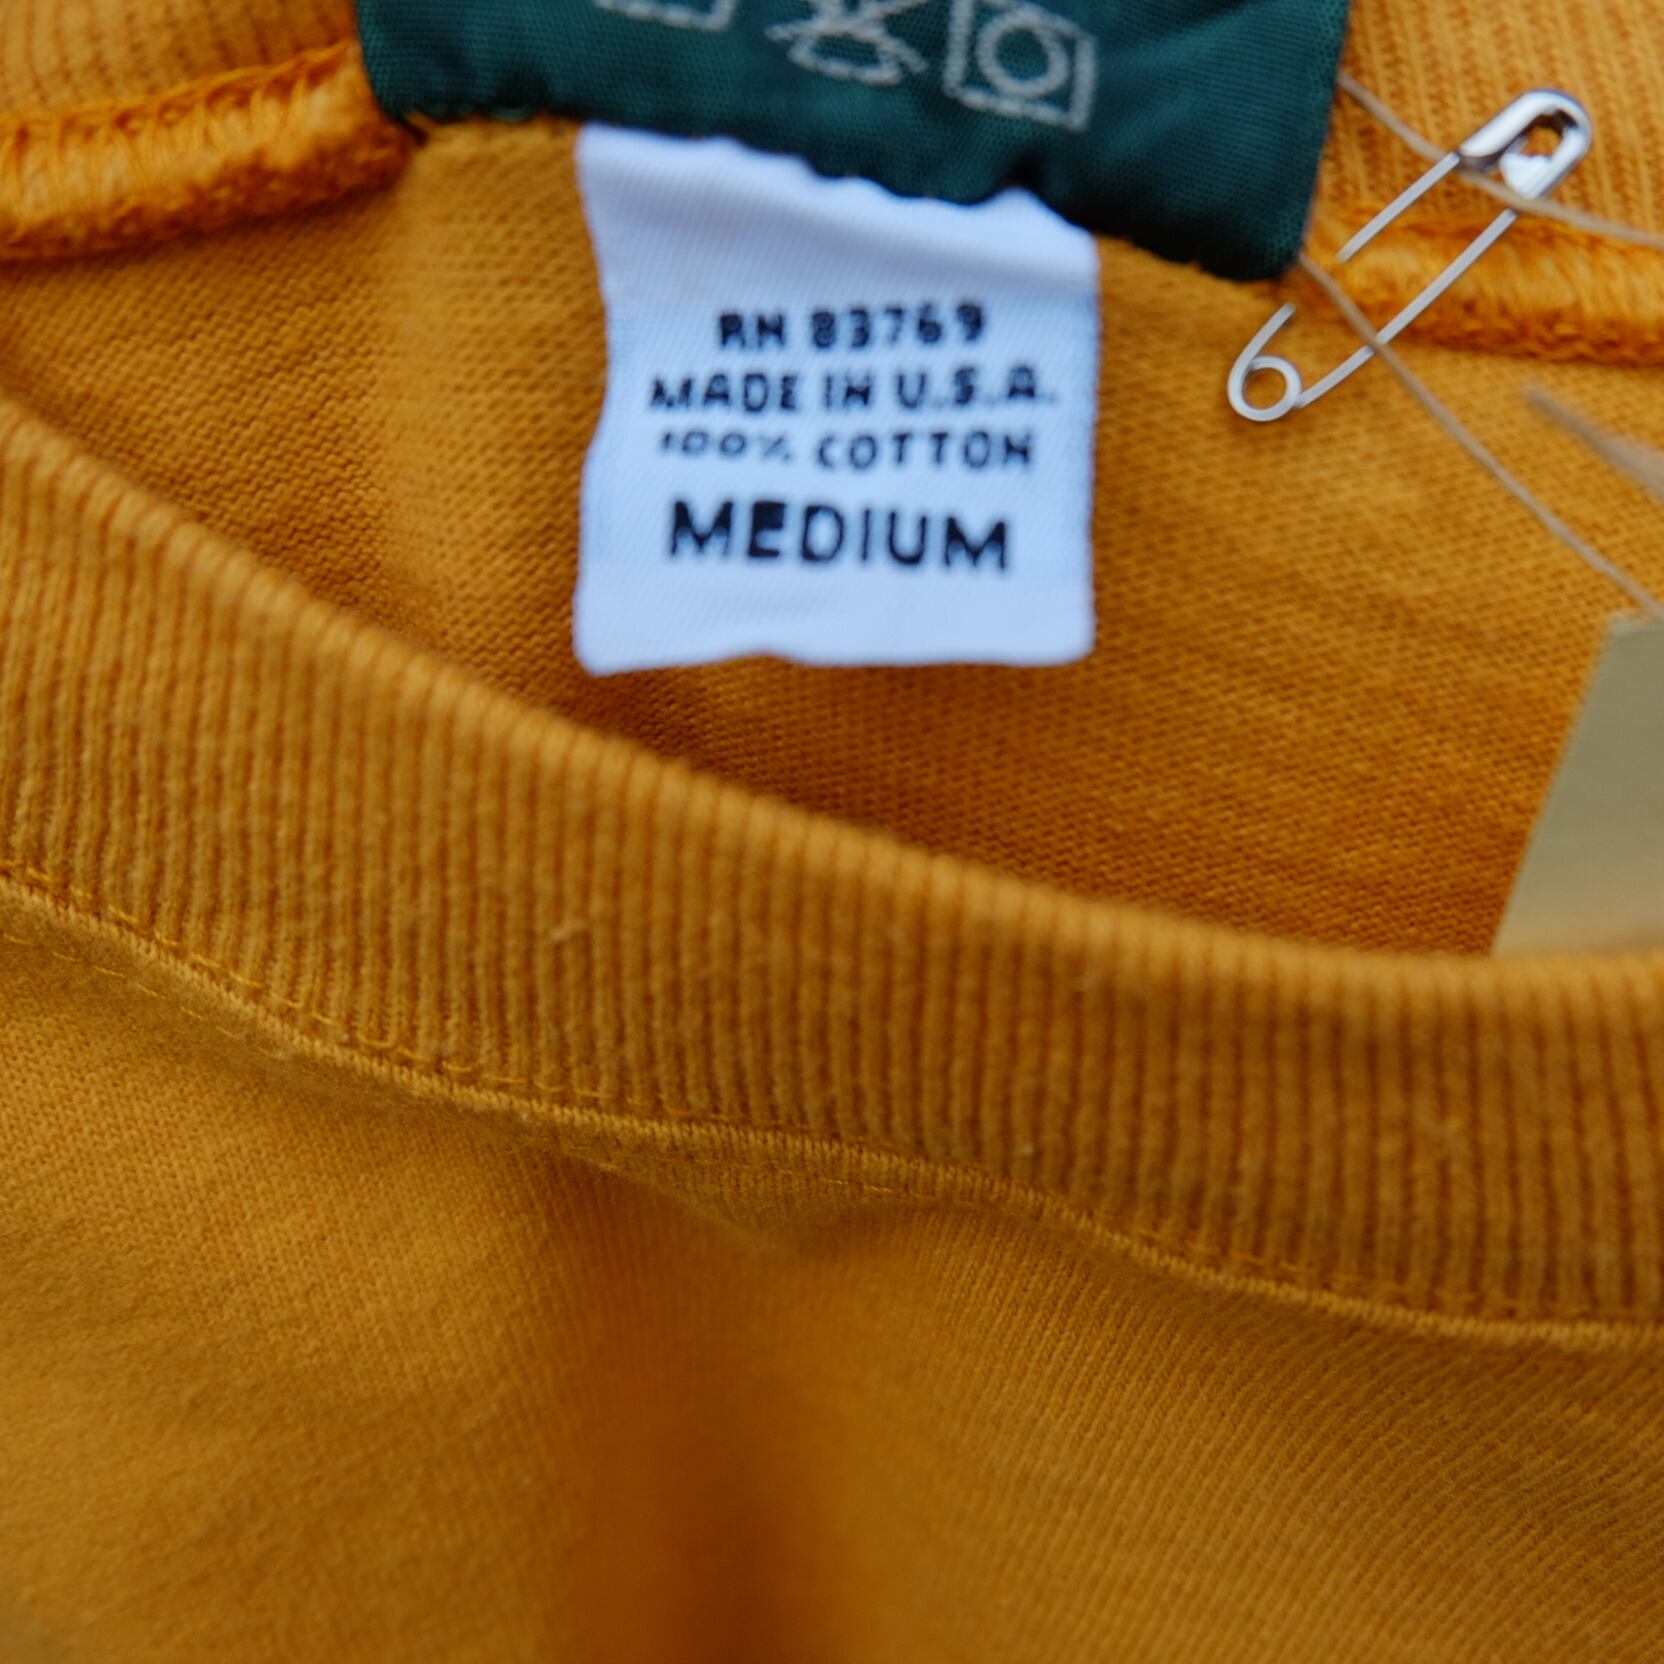 RN 83769
MADE IN U.S.A.
100% COTTON
MEDIUM